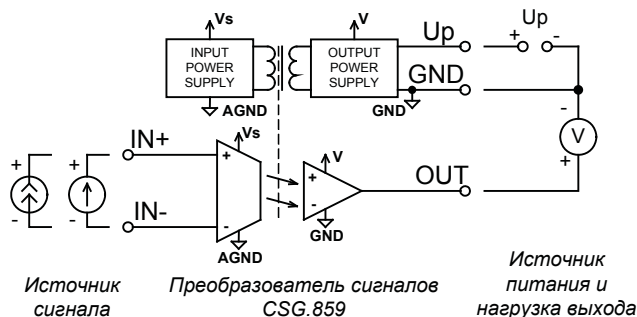 Vs
V
Up
Up
+ -
INPUT
POWER
SUPPLY
OUTPUT
POWER
SUPPLY
GND
AGND
GND
-
V
+
Vs
IN+
+
V
+ +
+
OUT
-
- -
IN-
-
AGND
GND
Источник
сигнала
Преобразователь сигналов
CSG.859
Источник
питания и
нагрузка выхода